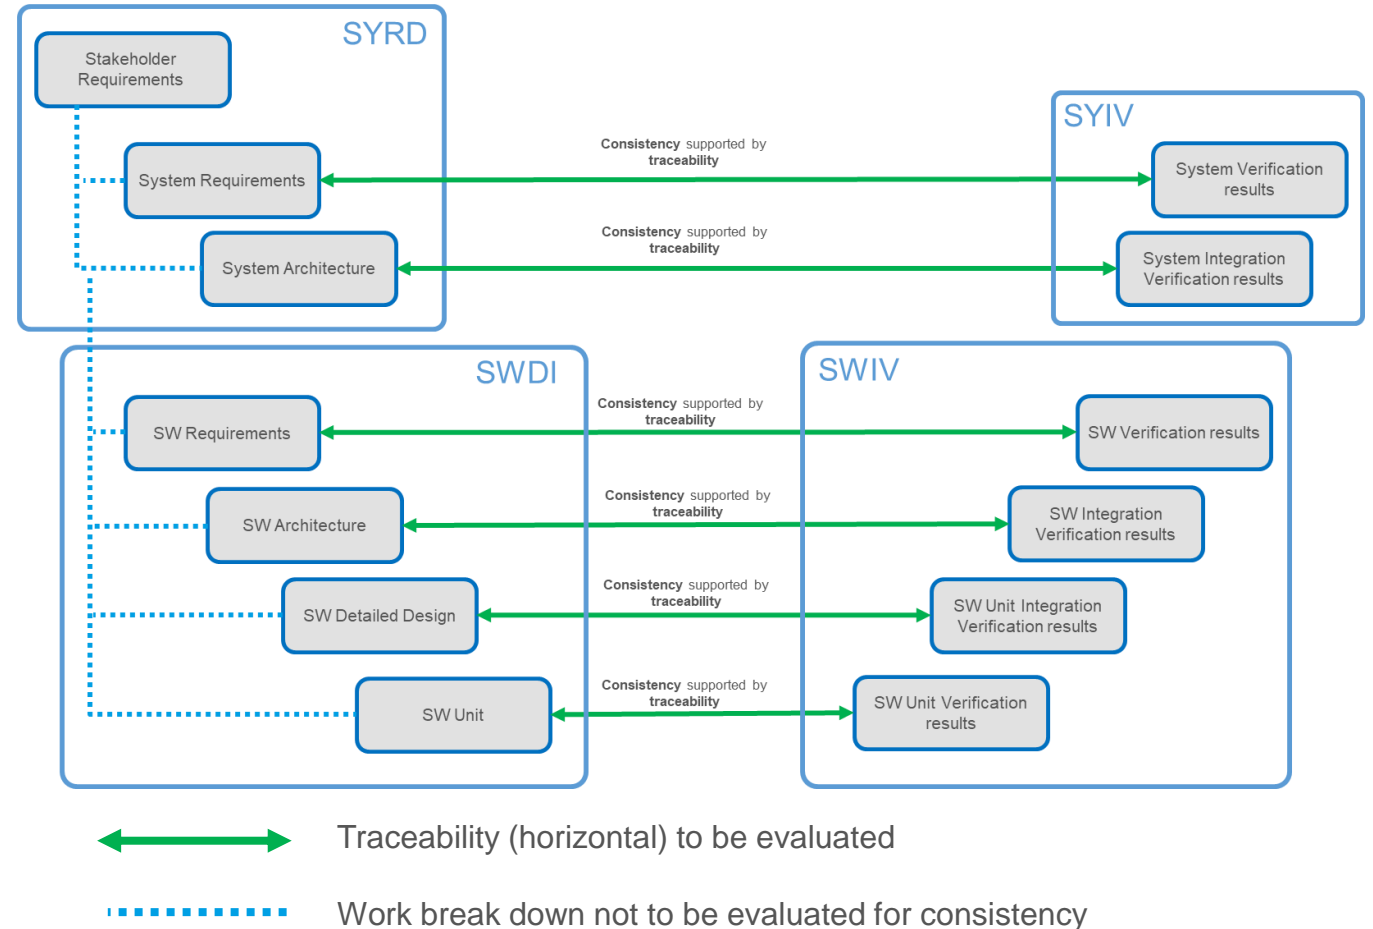 SYRD
Stakeholder
Requirements
SYIV
Consistency supported by
traceability
System Requirements
System Verification
results
Consistency supported by
traceability
System Architecture
System Integration
Verification results
SWDI
SWIV
Consistency supported by
traceability
SW Requirements
SW Verification results
Consistency supported by
traceability
SW Architecture
SW Integration
Verification results
Consistency supported by
traceability
SW Detailed Design
SW Unit Integration
Verification results
Consistency supported by
traceability
SW Unit
SW Unit Verification
results
Traceability (horizontal) to be evaluated
Work break down not to be evaluated for consistency